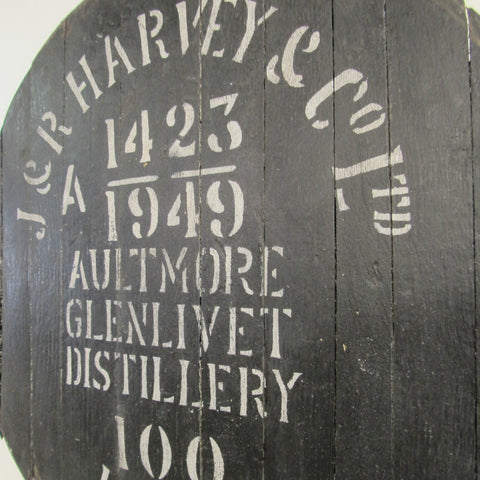 J & R HARVEY & Co LTD
A 1423
1949
AULTMORE
GLENLIVET
DISTILLERY
100